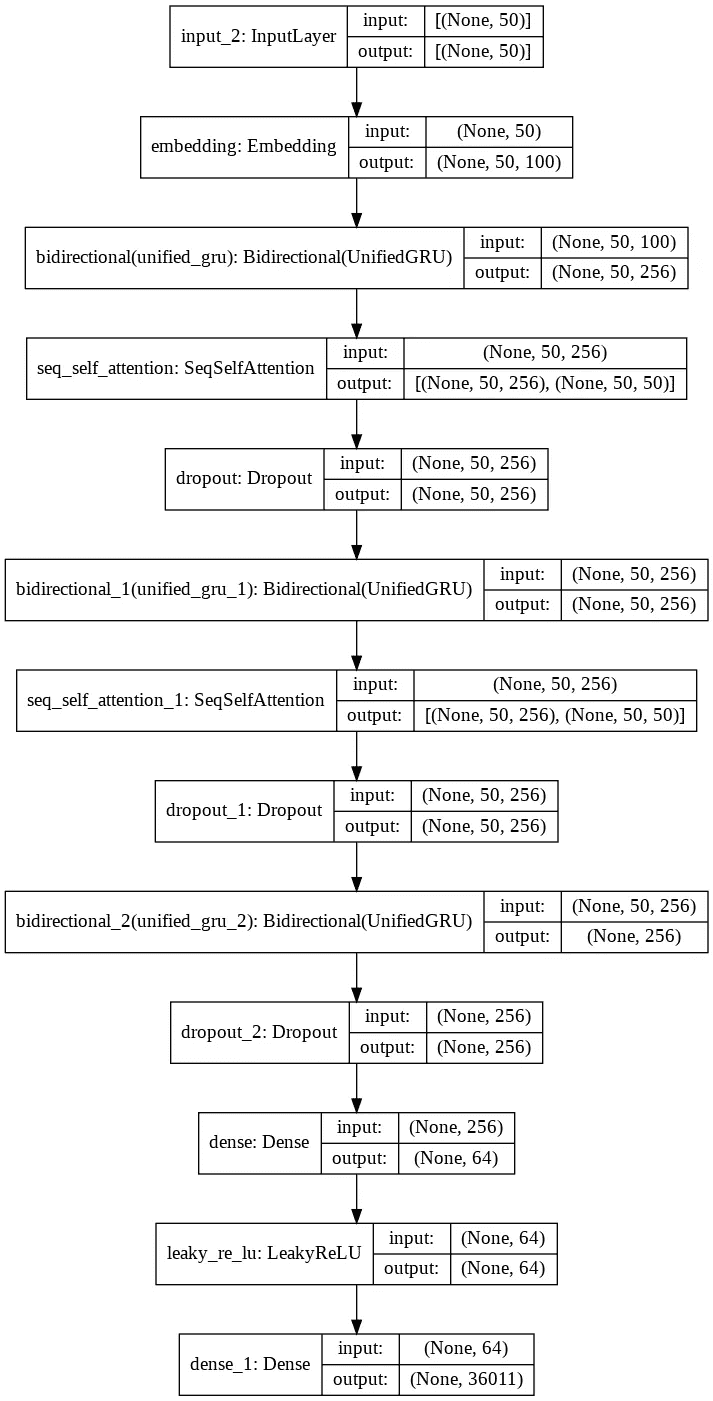 input_2: InputLayer
input: [(None, 50)]
output: [(None, 50)]
embedding: Embedding
input: (None, 50)
output: (None, 50, 100)
bidirectional(unified_gru): Bidirectional(UnifiedGRU)
input: (None, 50, 100)
output: (None, 50, 256)
seq_self_attention: SeqSelfAttention
input: (None, 50, 256)
output: [(None, 50, 256), (None, 50, 50)]
dropout: Dropout
input: (None, 50, 256)
output: (None, 50, 256)
bidirectional_1(unified_gru_1): Bidirectional(UnifiedGRU)
input: (None, 50, 256)
output: (None, 50, 256)
seq_self_attention_1: SeqSelfAttention
input: (None, 50, 256)
output: [(None, 50, 256), (None, 50, 50)]
dropout_1: Dropout
input: (None, 50, 256)
output: (None, 50, 256)
bidirectional_2(unified_gru_2): Bidirectional(UnifiedGRU)
input: (None, 50, 256)
output: (None, 256)
dropout_2: Dropout
input: (None, 256)
output: (None, 256)
dense: Dense
input: (None, 256)
output: (None, 64)
leaky_re_lu: LeakyReLU
input: (None, 64)
output: (None, 64)
dense_1: Dense
input: (None, 64)
output: (None, 36011)